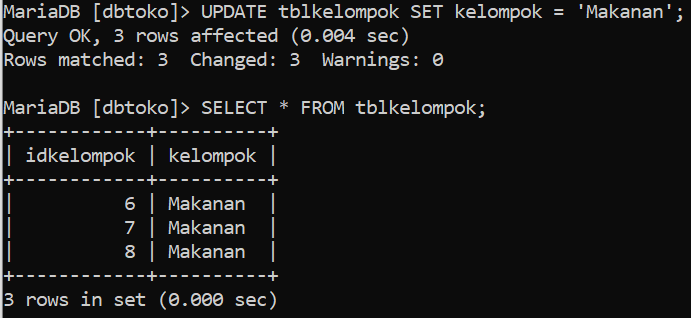 MariaDB [dbtoko]> UPDATE tblkelompok SET kelompok = 'Makanan';
Query OK, 3 rows affected (0.004 sec)
Rows matched: 3  Changed: 3  Warnings: 0

MariaDB [dbtoko]> SELECT * FROM tblkelompok;
+------------+----------+
| idkelompok | kelompok |
+------------+----------+
|          6 | Makanan  |
|          7 | Makanan  |
|          8 | Makanan  |
+------------+----------+
3 rows in set (0.000 sec)